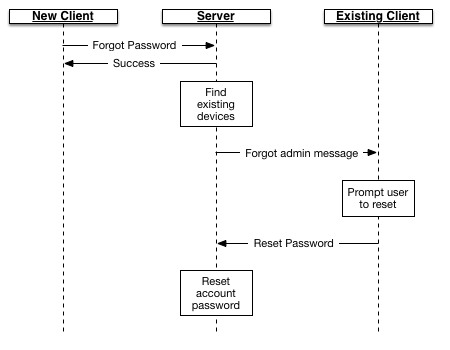 New Client
Server
Existing Client
Forgot Password
Success
Find
existing
devices
Forgot admin message
Prompt user
to reset
Reset Password
Reset
account
password